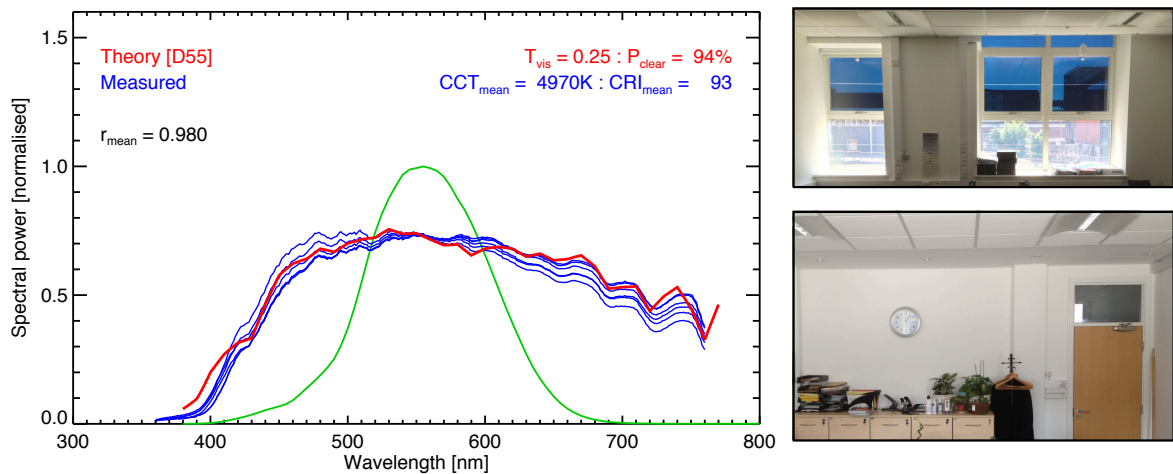 Theory [D55]
Measured
r_mean = 0.980
T_vis = 0.25 : P_clear = 94%
CCT_mean = 4970K : CRI_mean = 93
Spectral power [normalised]
1.5
1.0
0.5
0.0
300 400 500 600 700 800
Wavelength [nm]